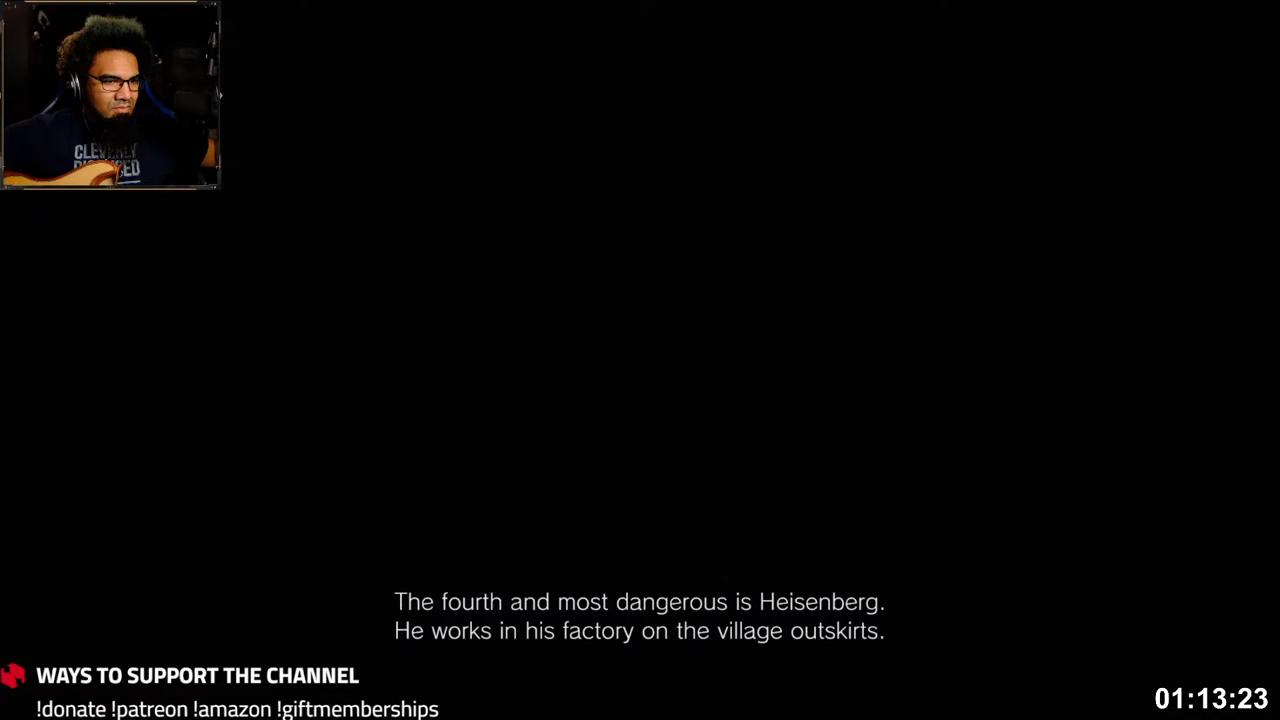 CLEVERLY
DISGUISED
The fourth and most dangerous is Heisenberg.
He works in his factory on the village outskirts.
WAYS TO SUPPORT THE CHANNEL
!donate !patreon !amazon !giftmemberships
01:13:23